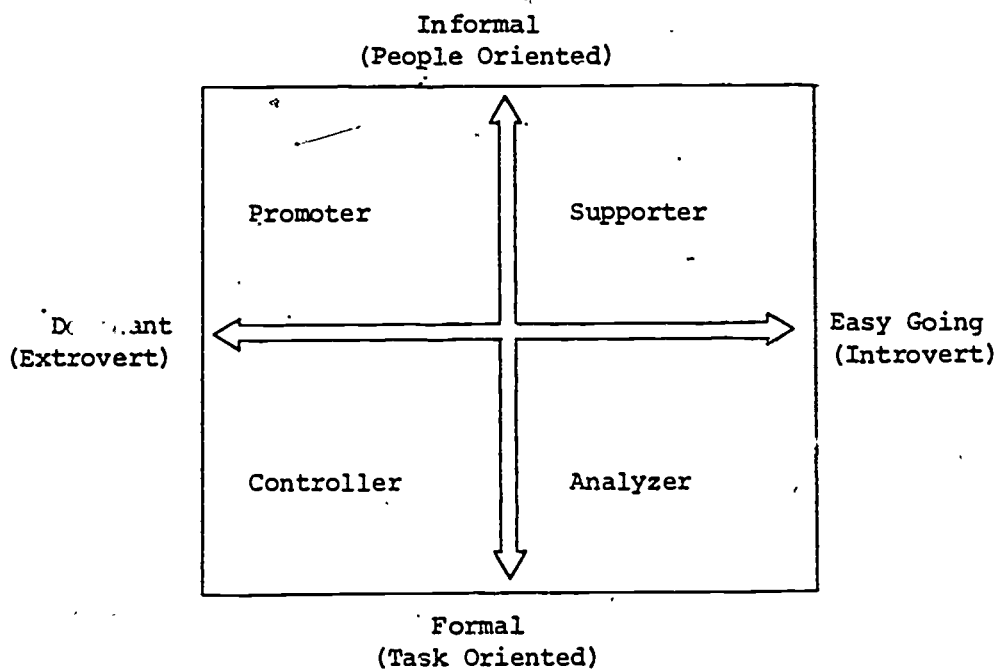 Informal
(People Oriented)
Promoter Supporter
Easy Going
(Extrovert) (Introvert)
Controller Analyzer
Formal
(Task Oriented)